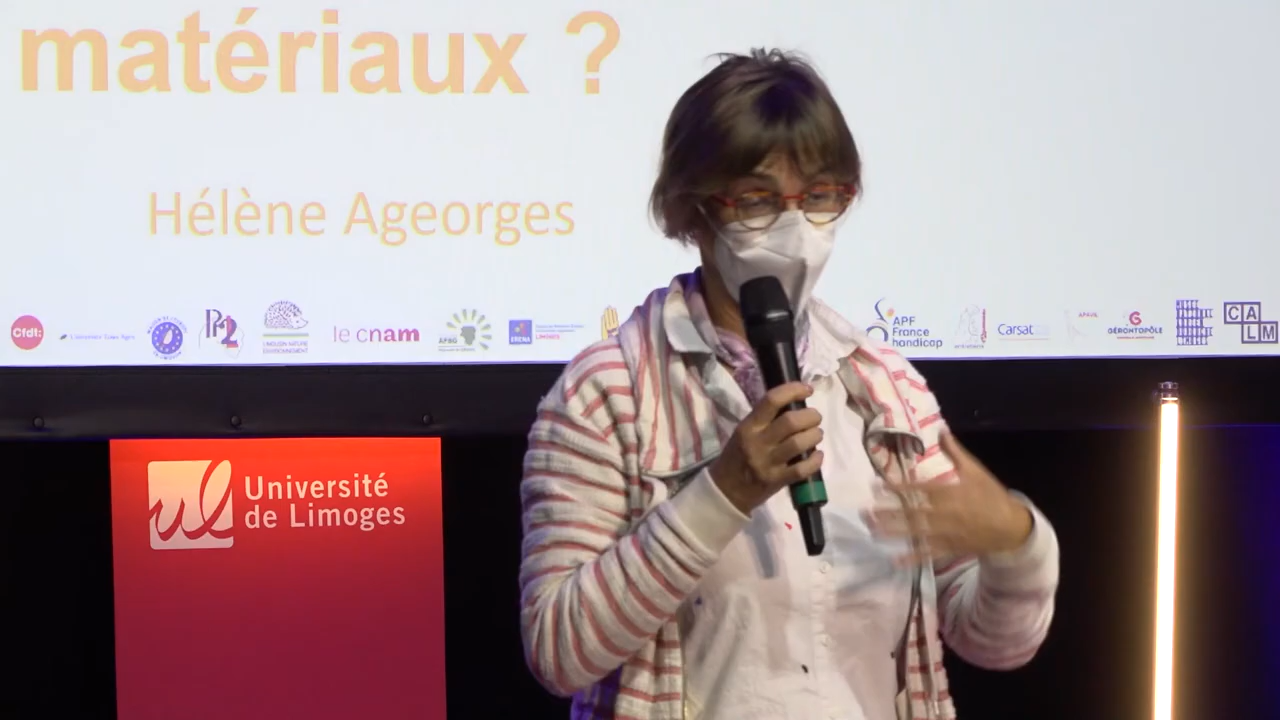 matériaux ?
Hélène Ageorges
Cfdt:
le cnam
APF
France
handicap
Carsat
GÉRONTOPÔLE
CALM
Université
de Limoges